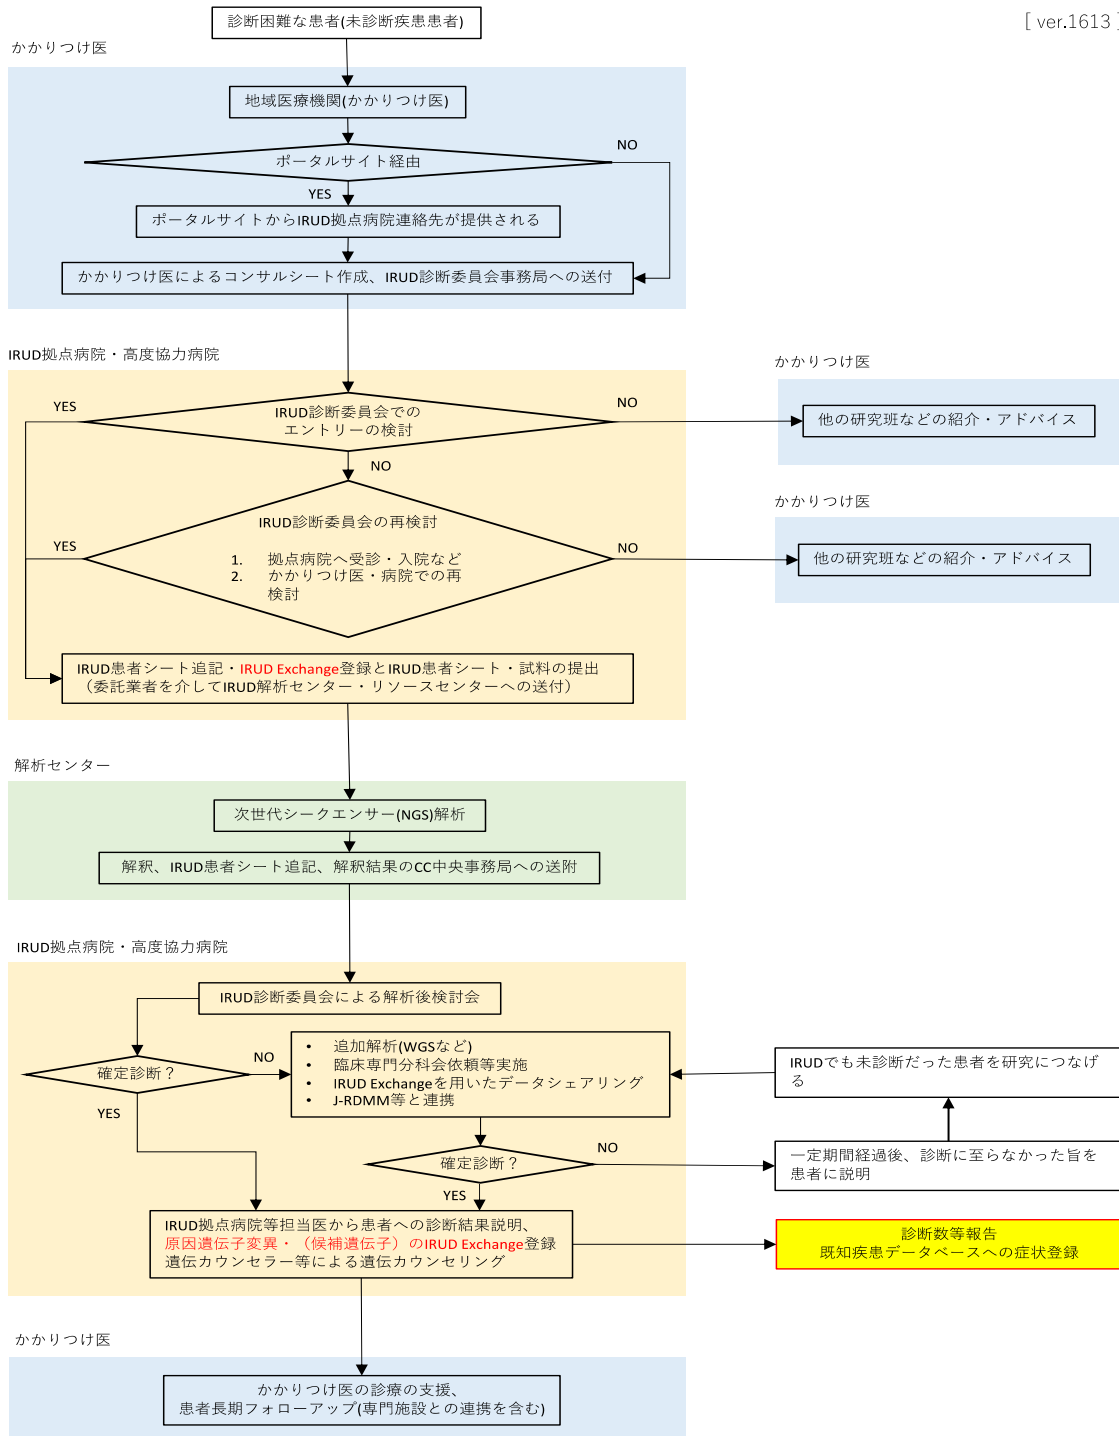 診断困難な患者(未診断疾患患者)
[ ver.1613 ]
かかりつけ医
地域医療機関(かかりつけ医)
ポータルサイト経由
NO
YES
ポータルサイトからIRUD拠点病院連絡先が提供される
かかりつけ医によるコンサルシート作成、IRUD診断委員会事務局への送付
IRUD拠点病院・高度協力病院
かかりつけ医
YES
IRUD診断委員会での
エントリーの検討
NO
他の研究班などの紹介・アドバイス
NO
かかりつけ医
IRUD診断委員会の再検討
YES
1. 拠点病院へ受診・入院など
2. かかりつけ医・病院での再
検討
NO
他の研究班などの紹介・アドバイス
IRUD患者シート追記・IRUD Exchange登録とIRUD患者シート・試料の提出
（委託業者を介してIRUD解析センター・リソースセンターへの送付）
解析センター
次世代シークエンサー(NGS)解析
解釈、IRUD患者シート追記、解釈結果のCC中央事務局への送附
IRUD拠点病院・高度協力病院
IRUD診断委員会による解析後検討会
確定診断？
NO
YES
• 追加解析(WGSなど)
• 臨床専門分科会依頼等実施
• IRUD Exchangeを用いたデータシェアリング
• J-RDMM等と連携
IRUDでも未診断だった患者を研究につなげ
る
確定診断？
NO
YES
一定期間経過後、診断に至らなかった旨を
患者に説明
IRUD拠点病院等担当医から患者への診断結果説明、
原因遺伝子変異・（候補遺伝子）のIRUD Exchange登録
遺伝カウンセラー等による遺伝カウンセリング
診断数等報告
既知疾患データベースへの症状登録
かかりつけ医
かかりつけ医の診療の支援、
患者長期フォローアップ(専門施設との連携を含む)